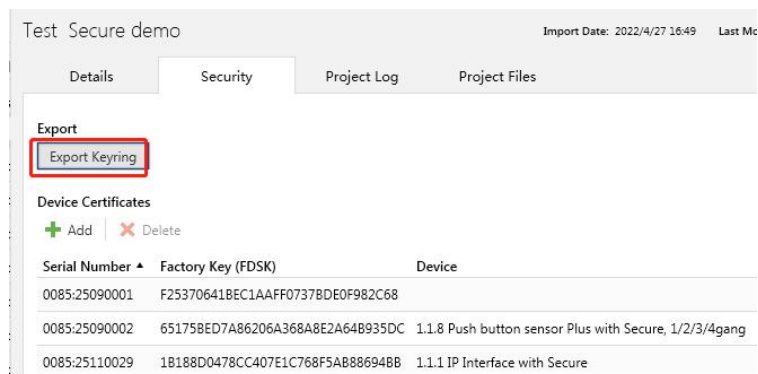 Test Secure demo Import Date: 2022/4/27 16:49 Last Mo
Details Security Project Log Project Files
Export
Export Keyring
Device Certificates
Add Delete
Serial Number Factory Key (FDSK) Device
0085:25090001 F25370641BEC1AAFF0737BDE0F982C68
0085:25090002 65175BED7A86206A368A8E2A64B935DC 1.1.8 Push button sensor Plus with Secure, 1/2/3/4gang
0085:25110029 1B188D0478CC407E1C768F5AB88694BB 1.1.1 IP Interface with Secure